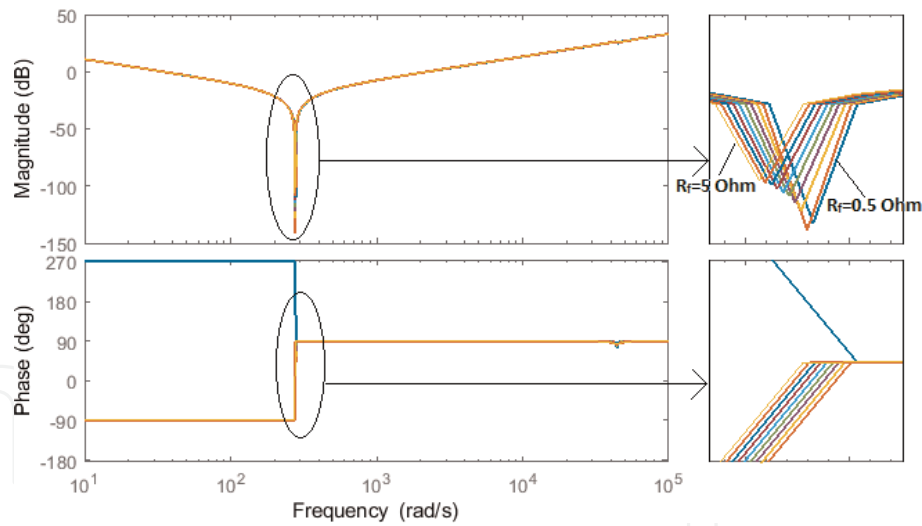 50
0
-50
-100
-150
Magnitude (dB)
Rf=5 Ohm
Rf=0.5 Ohm
270
180
90
0
-90
-180
Phase (deg)
10^1 10^2 10^3 10^4 10^5
Frequency (rad/s)